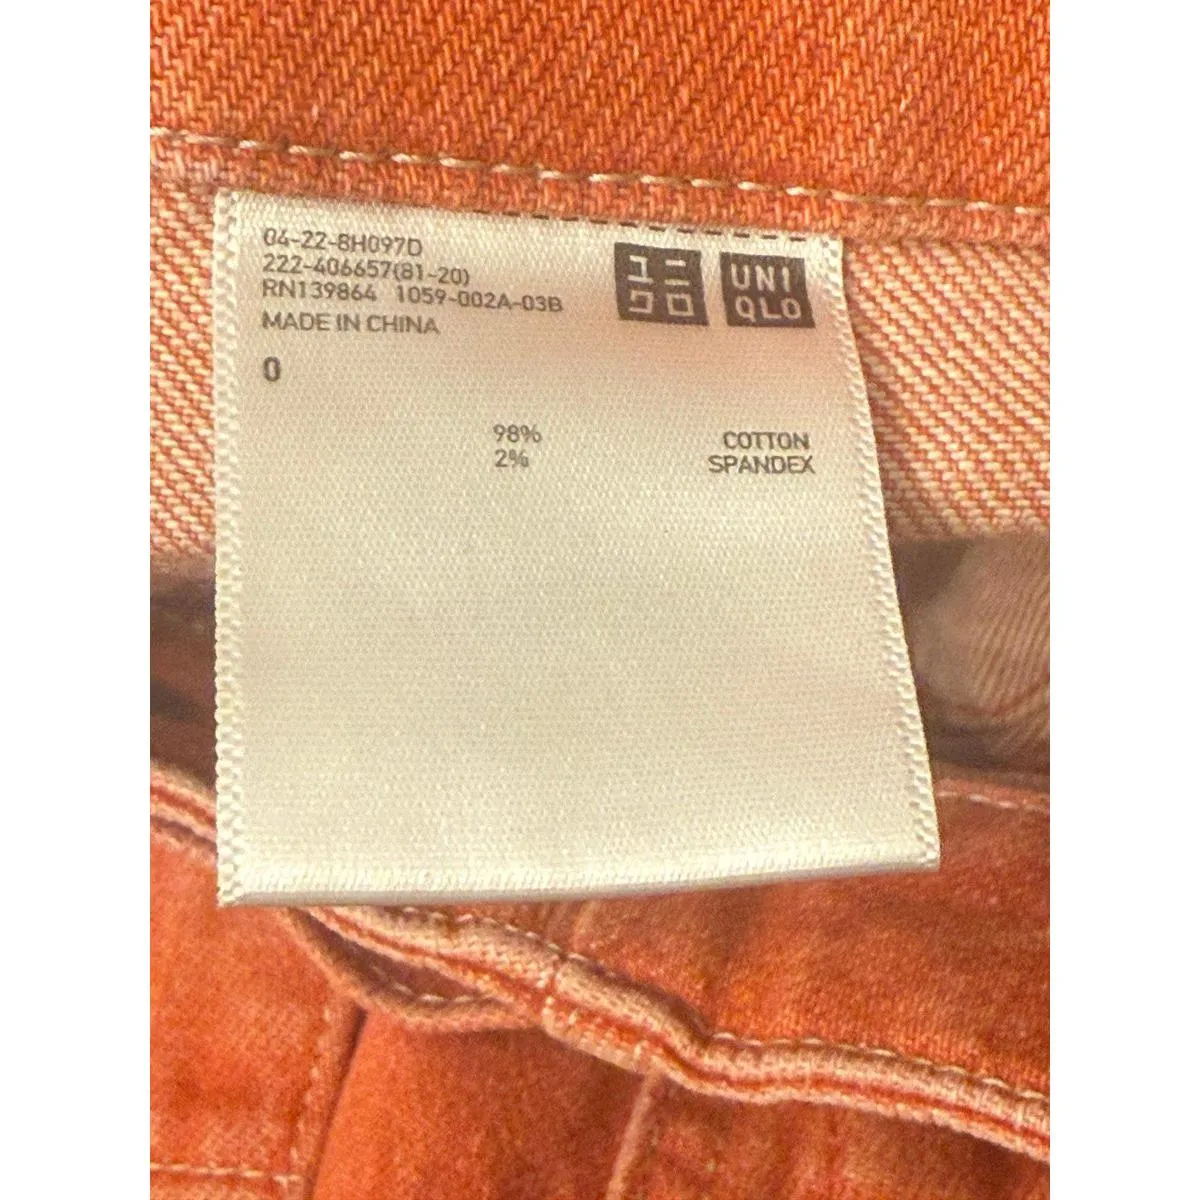 04-22-8H097D
222-406657(81-20)
RN139864 1059-002A-03B
MADE IN CHINA
ユニ
クロ
UNI
QLO
0
98% COTTON
2% SPANDEX